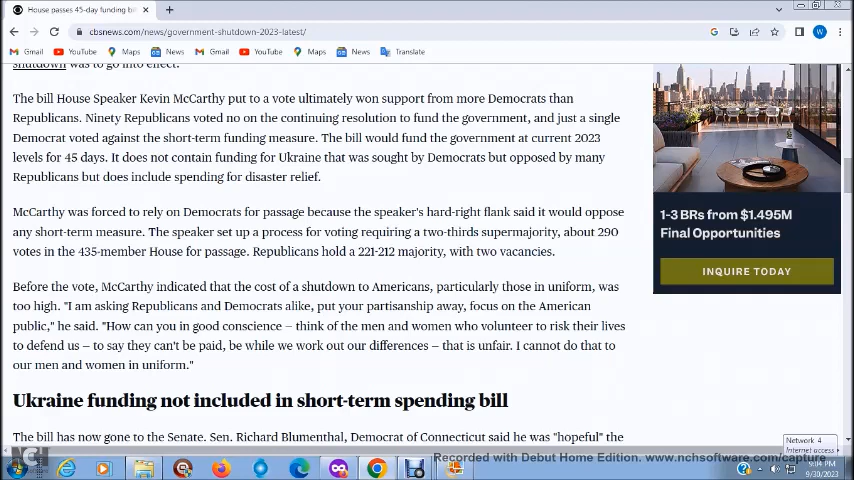 House passes 45-day funding bil
cbsnews.com/news/government-shutdown-2023-latest/
W
Gmail YouTube Maps News Gmail YouTube Maps News Translate
shutdown was to go into effect.
The bill House Speaker Kevin McCarthy put to a vote ultimately won support from more Democrats than
Republicans. Ninety Republicans voted no on the continuing resolution to fund the government, and just a single
Democrat voted against the short-term funding measure. The bill would fund the government at current 2023
levels for 45 days. It does not contain funding for Ukraine that was sought by Democrats but opposed by many
Republicans but does include spending for disaster relief.
McCarthy was forced to rely on Democrats for passage because the speaker's hard-right flank said it would oppose
any short-term measure. The speaker set up a process for voting requiring a two-thirds supermajority, about 290
votes in the 435-member House for passage. Republicans hold a 221-212 majority, with two vacancies.
Before the vote, McCarthy indicated that the cost of a shutdown to Americans, particularly those in uniform, was
too high. "I am asking Republicans and Democrats alike, put your partisanship away, focus on the American
public," he said. "How can you in good conscience – think of the men and women who volunteer to risk their lives
to defend us – to say they can't be paid, be while we work out our differences – that is unfair. I cannot do that to
our men and women in uniform."
Ukraine funding not included in short-term spending bill
The bill has now gone to the Senate. Sen. Richard Blumenthal, Democrat of Connecticut said he was "hopeful" the
1-3 BRs from $1.495M
Final Opportunities
INQUIRE TODAY
Network 4
Internet access
NCH
Recorded with Debut Home Edition. www.nchsoftware.com/capture
9:04 PM
9/30/2023